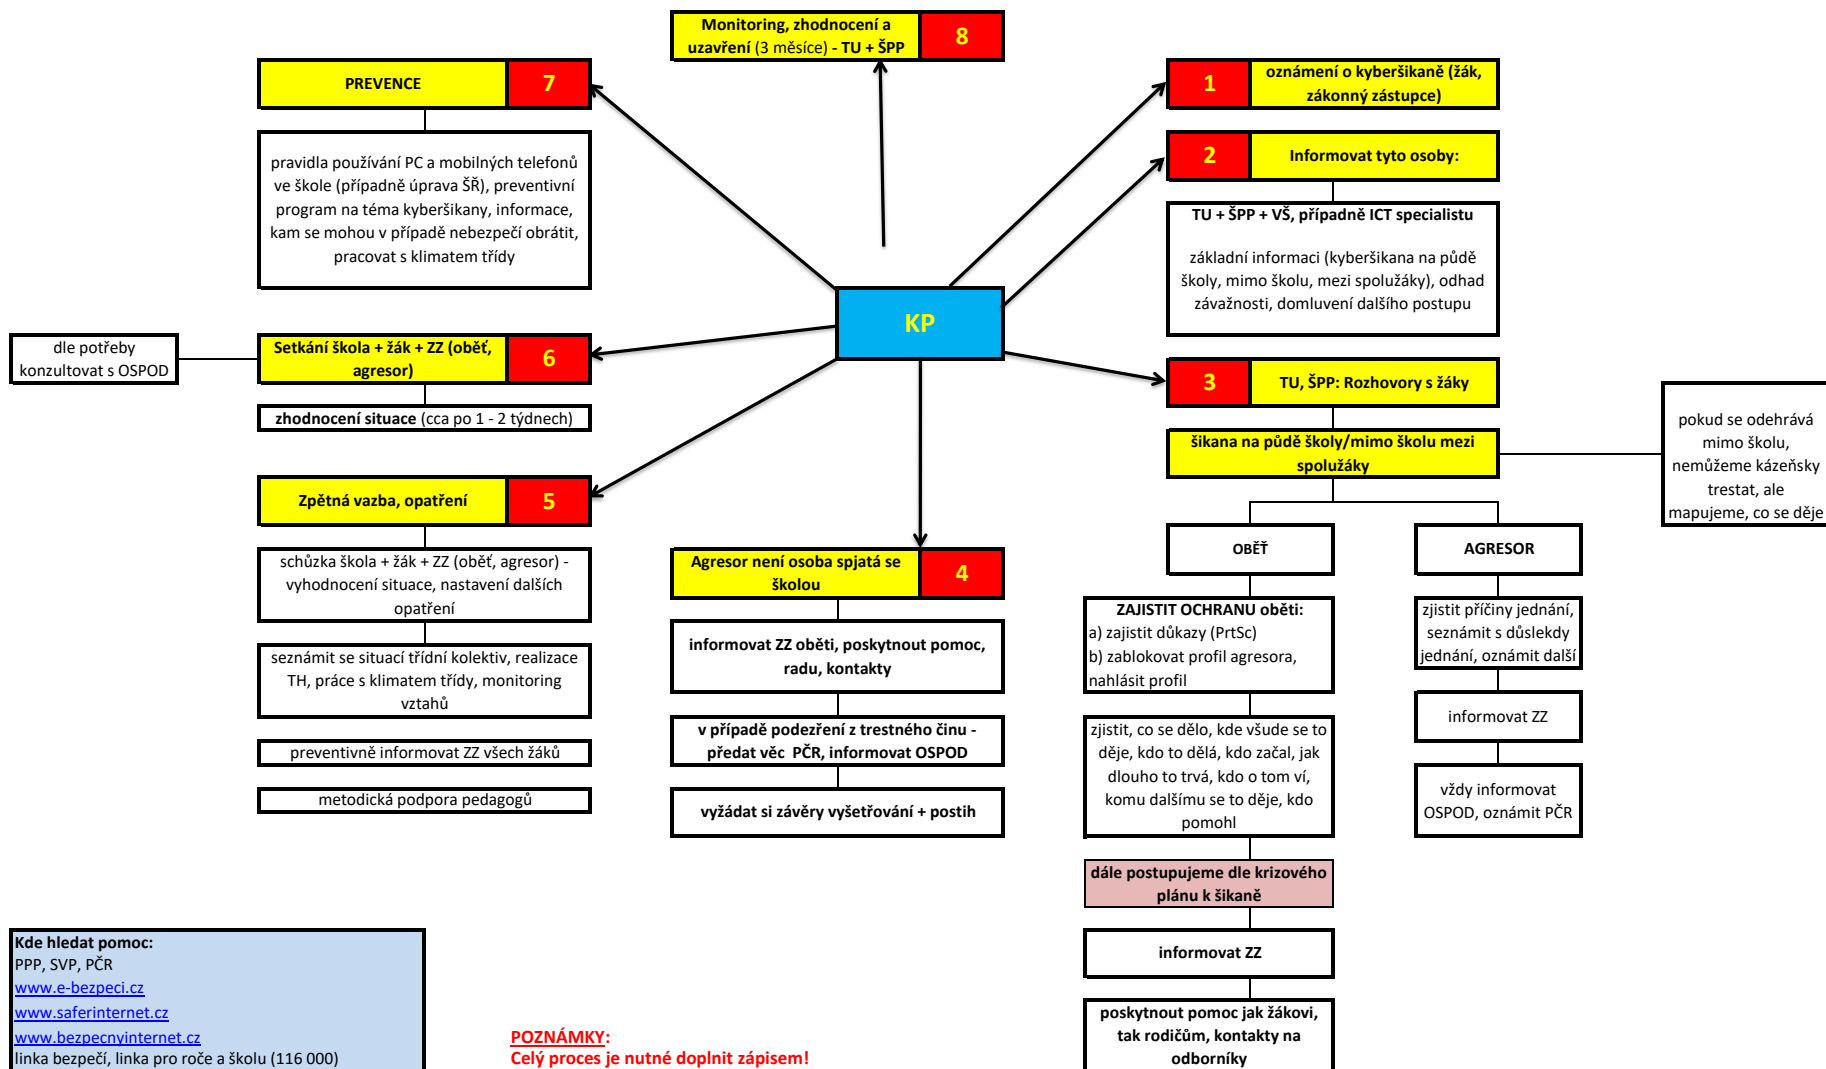 Monitoring, zhodnocení a
uzavření (3 měsíce) - TU + ŠPP
8
PREVENCE
7
pravidla používání PC a mobilných telefonů
ve škole (případně úprava ŠŘ), preventivní
program na téma kyberšikany, informace,
kam se mohou v případě nebezpečí obrátit,
pracovat s klimatem třídy
1
oznámení o kyberšikaně (žák,
zákonný zástupce)
2
Informovat tyto osoby:
TU + ŠPP + VŠ, případně ICT specialistu
základní informaci (kyberšikana na půdě
školy, mimo školu, mezi spolužáky), odhad
závažnosti, domluvení dalšího postupu
KP
dle potřeby
konzultovat s OSPOD
Setkání škola + žák + ZZ (oběť,
agresor)
6
zhodnocení situace (cca po 1 - 2 týdnech)
3
TU, ŠPP: Rozhovory s žáky
šikana na půdě školy/mimo školu mezi
spolužáky
pokud se odehrává
mimo školu,
nemůžeme kázeňsky
trestat, ale
mapujeme, co se děje
Zpětná vazba, opatření
5
schůzka škola + žák + ZZ (oběť, agresor) -
vyhodnocení situace, nastavení dalších
opatření
seznámit se situací třídní kolektiv, realizace
TH, práce s klimatem třídy, monitoring
vztahů
preventivně informovat ZZ všech žáků
metodická podpora pedagogů
Agresor není osoba spjatá se
školou
4
informovat ZZ oběti, poskytnout pomoc,
radu, kontakty
v případě podezření z trestného činu -
předat věc  PČR, informovat OSPOD
vyžádat si závěry vyšetřování + postih
OBĚŤ
ZAJISTIT OCHRANU oběti:
a) zajistit důkazy (PrtSc)
b) zablokovat profil agresora,
nahlásit profil
zjistit, co se dělo, kde všude se to
děje, kdo to dělá, kdo začal, jak
dlouho to trvá, kdo o tom ví,
komu dalšímu se to děje, kdo
pomohl
dále postupujeme dle krizového
plánu k šikaně
informovat ZZ
poskytnout pomoc jak žákovi,
tak rodičům, kontakty na
odborníky
AGRESOR
zjistit příčiny jednání,
seznámit s důslekdy
jednání, oznámit další
informovat ZZ
vždy informovat
OSPOD, oznámit PČR
Kde hledat pomoc:
PPP, SVP, PČR
www.e-bezpeci.cz
www.saferinternet.cz
www.bezpecnyinternet.cz
linka bezpečí, linka pro roče a školu (116 000)
POZNÁMKY:
Celý proces je nutné doplnit zápisem!